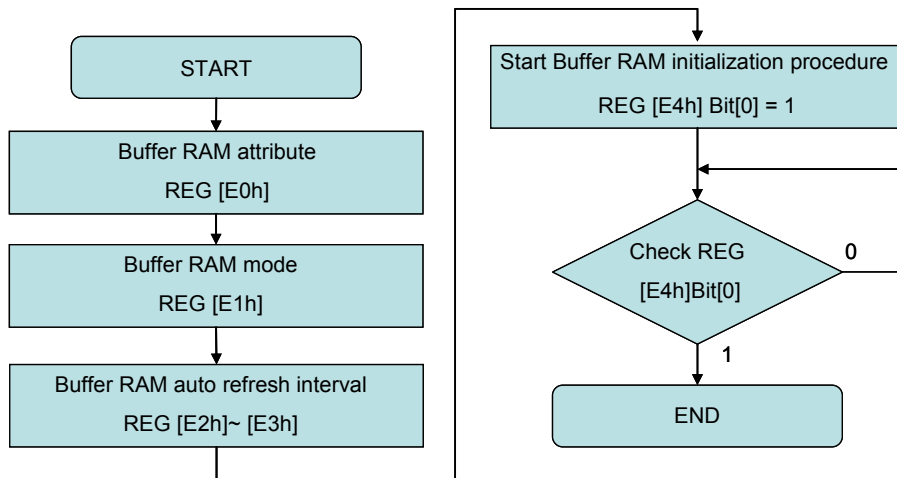 START
Buffer RAM attribute
REG [E0h]
Buffer RAM mode
REG [E1h]
Buffer RAM auto refresh interval
REG [E2h]~ [E3h]
Start Buffer RAM initialization procedure
REG [E4h] Bit[0] = 1
Check REG
[E4h]Bit[0]
0
1
END